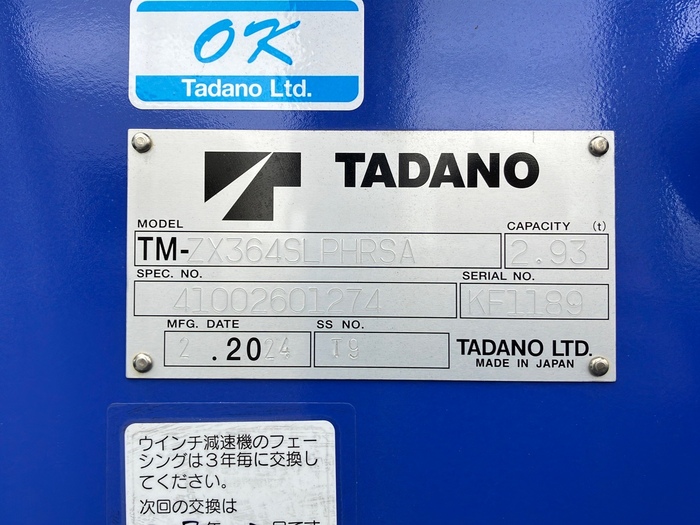 OK
Tadano Ltd.
TADANO
MODEL
CAPACITY (t)
TM-ZX364SLPHRSA
2.93
SPEC. NO.
SERIAL NO.
41002601274
KF1189
MFG. DATE
SS NO.
2 .2024
19
TADANO LTD.
MADE IN JAPAN
ウインチ減速機のフェー
シングは3年毎に交換し
てください。
次回の交換は